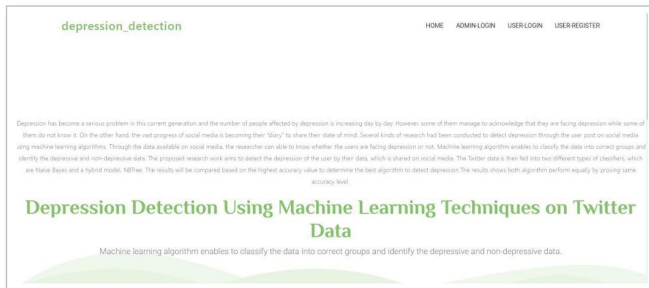 depression_detection
HOME ADMIN-LOGIN USER-LOGIN USER-REGISTER
Depression has become a serious problem in this current generation and the number of people affected by depression is increasing day by day. However, some of them manage to acknowledge that they are facing depression while some of
them do not know it. On the other hand, the vast progress of social media is becoming their "diary" to share their state of mind. Several kinds of research had been conducted to detect depression through the user post on social media
using machine learning algorithms. Through the data available on social media, the researcher can able to know whether the users are facing depression or not. Machine learning algorithm enables to classify the data into correct groups and
identify the depressive and non-depressive data. The proposed research work aims to detect the depression of the user by their data, which is shared on social media. The Twitter data is then fed into two different types of classifiers, which
are Naive Bayes and a hybrid model, NBTree. The results will be compared based on the highest accuracy value to determine the best algorithm to detect depression.The results shows both algorithm perform equally by proving same
accuracy level.
Depression Detection Using Machine Learning Techniques on Twitter
Data
Machine learning algorithm enables to classify the data into correct groups and identify the depressive and non-depressive data.